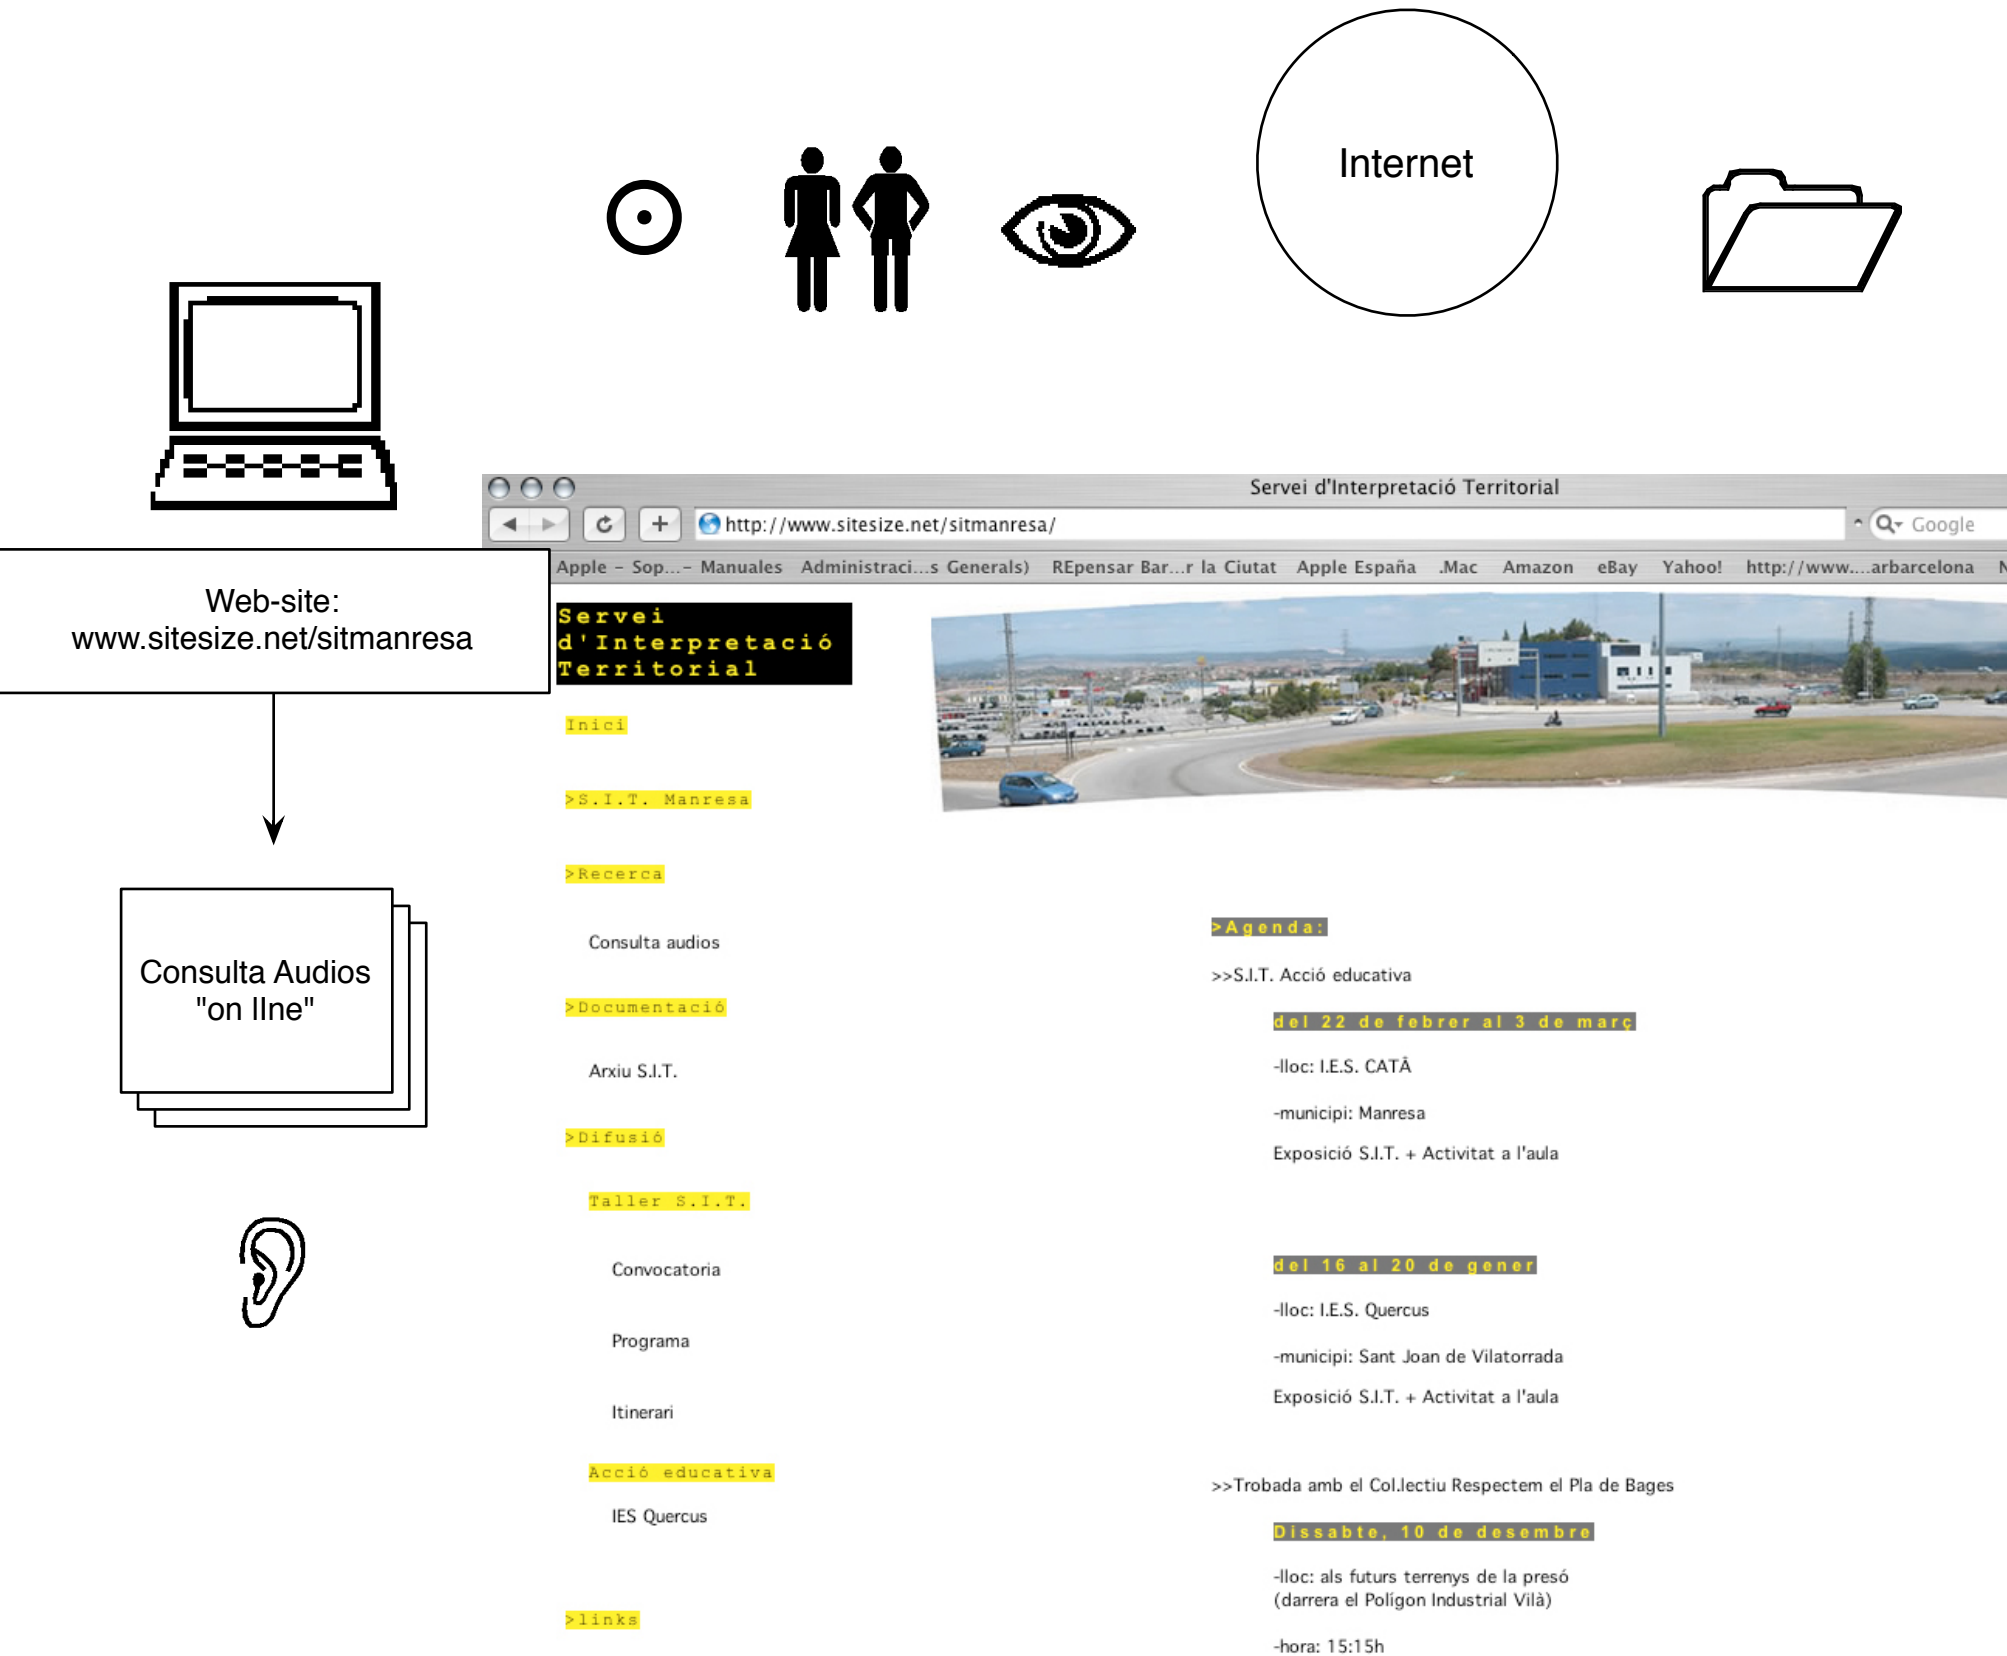 Internet
Servei d'Interpretació Territorial
http://www.sitesize.net/sitmanresa/
Google
Apple – Sop...– Manuales Administraci...s Generals) REpensar Bar...r la Ciutat Apple España .Mac Amazon eBay Yahoo! http://www....arbarcelona N
Web-site:
www.sitesize.net/sitmanresa
Servei
d'Interpretació
Territorial
Inici
>S.I.T. Manresa
>Recerca
Consulta audios
>Documentació
Arxiu S.I.T.
>Difusió
Taller S.I.T.
Convocatoria
Programa
Itinerari
Acció educativa
IES Quercus
>links
Consulta Audios
"on lIne"
>Agenda:
>>S.I.T. Acció educativa
del 22 de febrer al 3 de març
-lloc: I.E.S. CATÂ
-municipi: Manresa
Exposició S.I.T. + Activitat a l'aula
del 16 al 20 de gener
-lloc: I.E.S. Quercus
-municipi: Sant Joan de Vilatorrada
Exposició S.I.T. + Activitat a l'aula
>>Trobada amb el Col.lectiu Respectem el Pla de Bages
Dissabte, 10 de desembre
-lloc: als futurs terrenys de la presó
(darrera el Polígon Industrial Vilà)
-hora: 15:15h